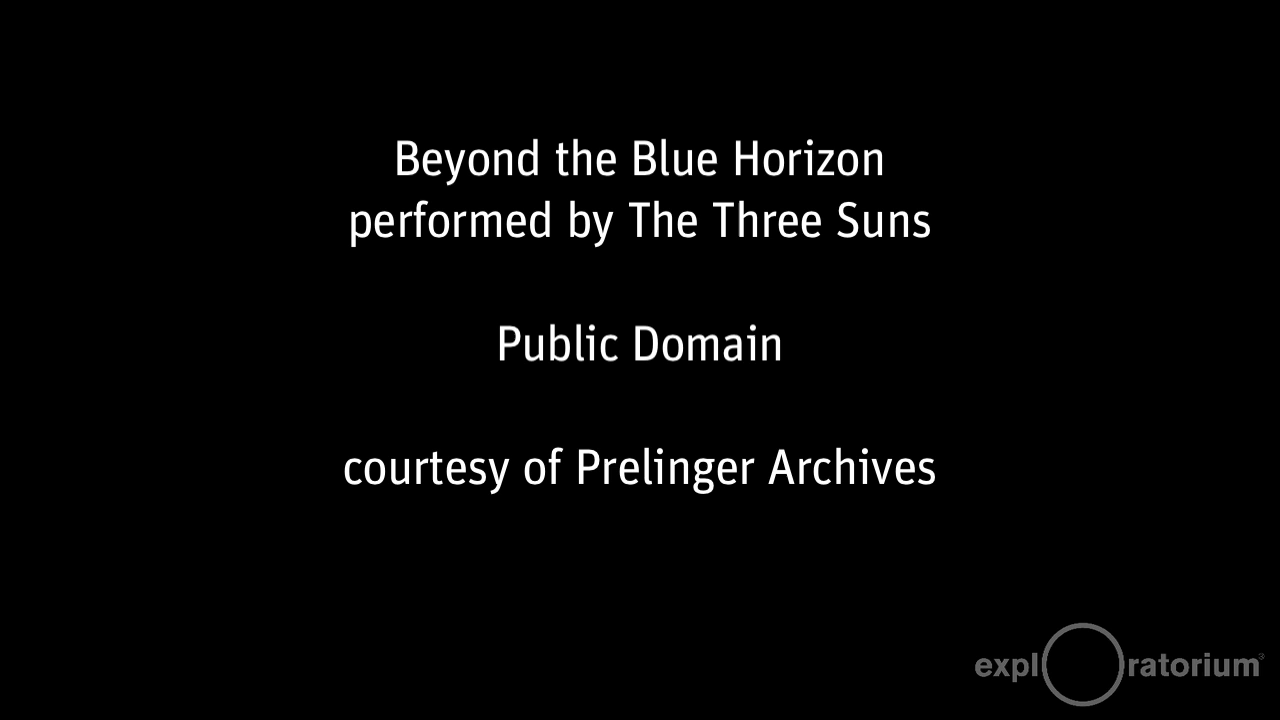 Beyond the Blue Horizon
performed by The Three Suns
Public Domain
courtesy of Prelinger Archives
explOratorium®